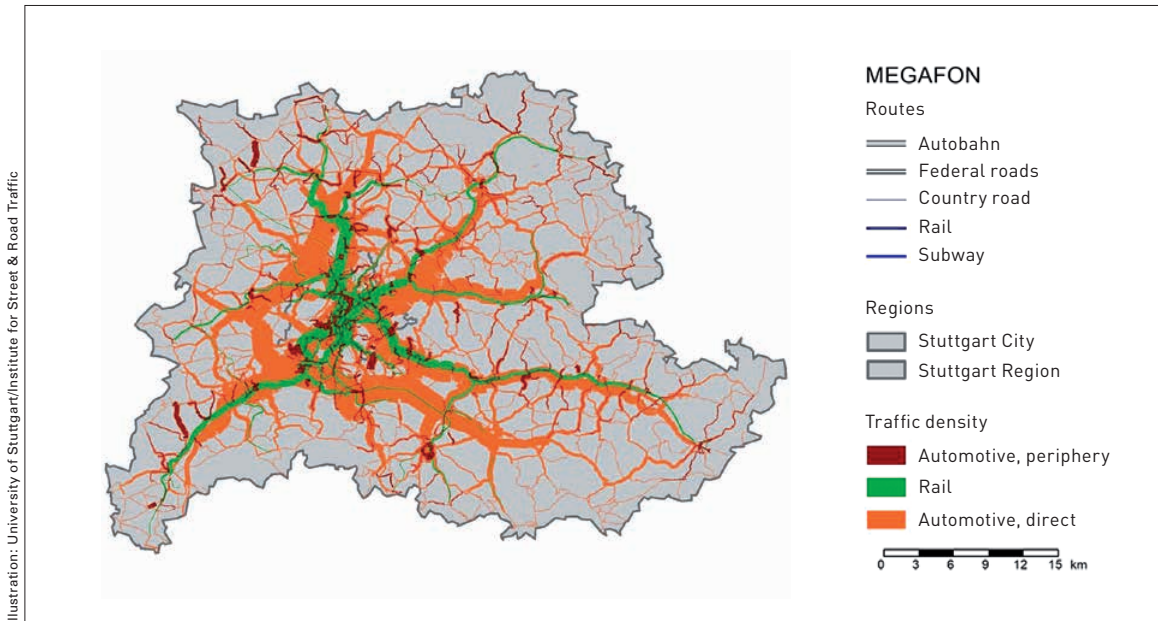 Illustration: University of Stuttgart/Institute for Street & Road Traffic
MEGAFON
Routes
Autobahn
Federal roads
Country road
Rail
Subway
Regions
Stuttgart City
Stuttgart Region
Traffic density
Automotive, periphery
Rail
Automotive, direct
0 3 6 9 12 15 km